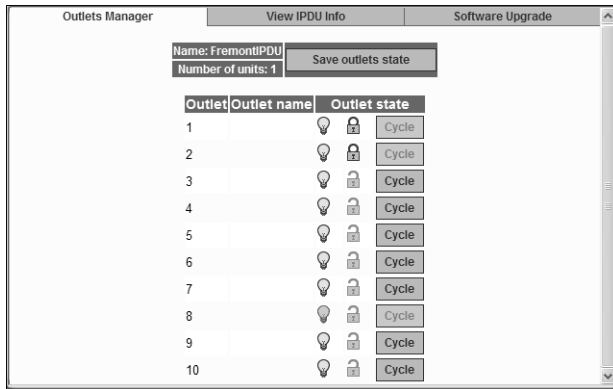 Outlets Manager View IPDU Info Software Upgrade
Name: FremontIPDU
Number of units: 1
Save outlets state
Outlet Outlet name Outlet state
1 Cycle
2 Cycle
3 Cycle
4 Cycle
5 Cycle
6 Cycle
7 Cycle
8 Cycle
9 Cycle
10 Cycle